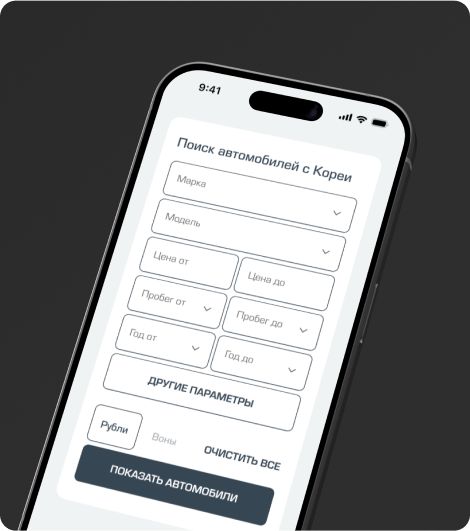 9:41
Поиск автомобилей с Кореи
Марка
Модель
Цена от
Цена до
Пробег от
Пробег до
Год от
Год до
ДРУГИЕ ПАРАМЕТРЫ
Рубли
Воны
ОЧИСТИТЬ ВСЕ
ПОКАЗАТЬ АВТОМОБИЛИ